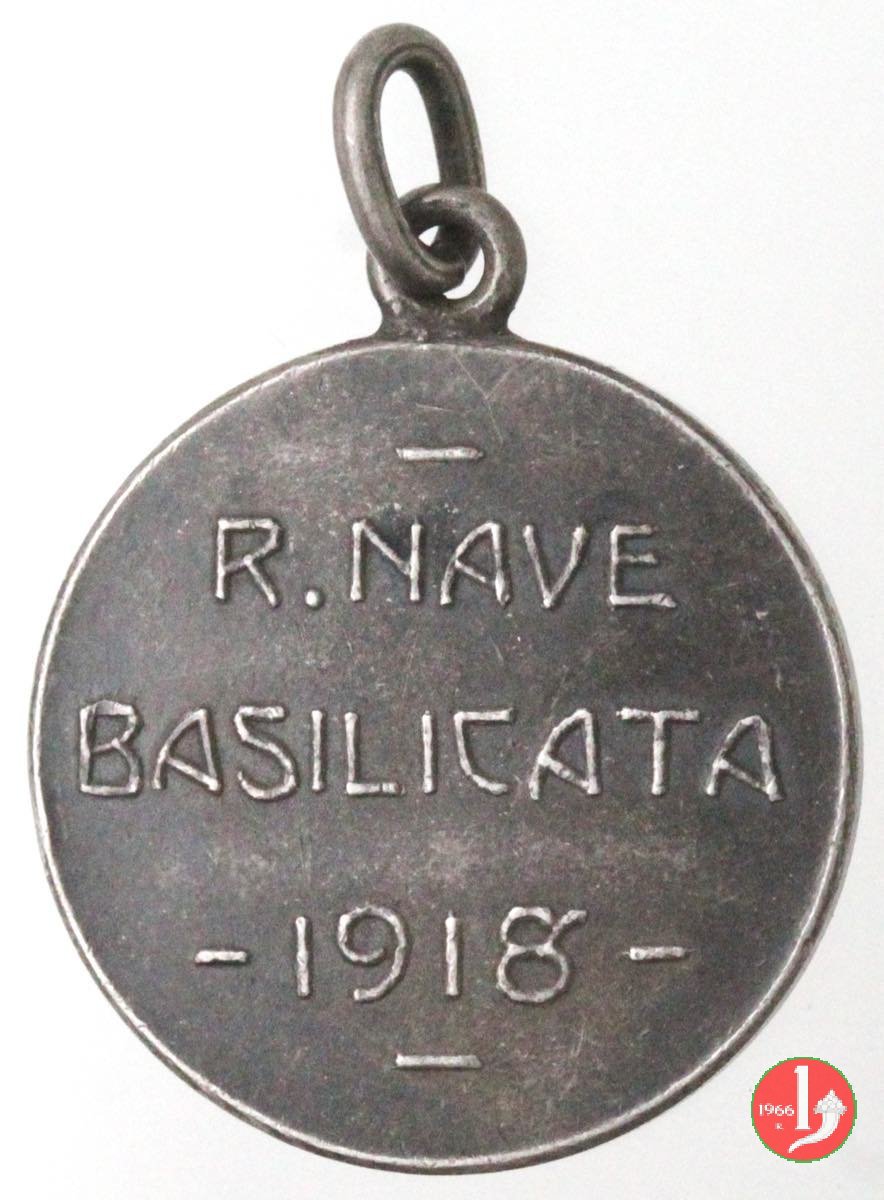 R. NAVE
BASILICATA
- 1918 -
1966
R.